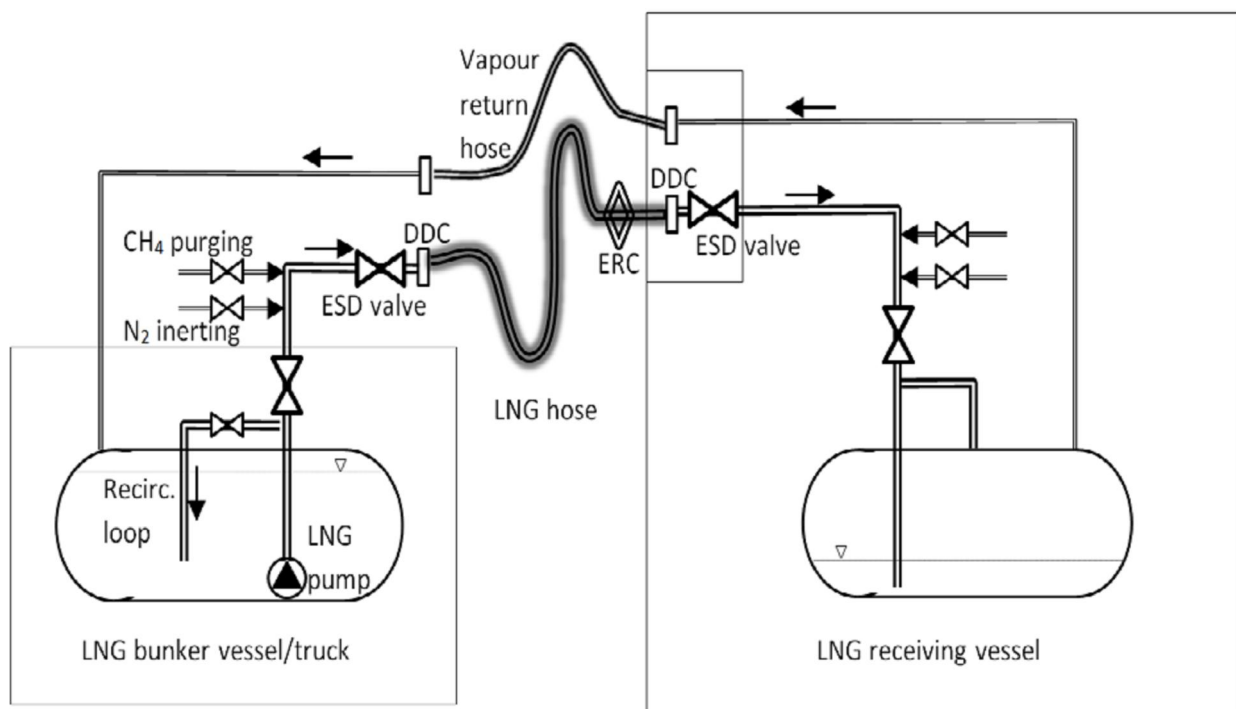 Vapour
return
hose
DDC
ESD valve
ERC
CH₄ purging
DDC
ESD valve
N₂ inerting
LNG hose
Recirc.
loop
LNG
pump
LNG bunker vessel/truck
LNG receiving vessel